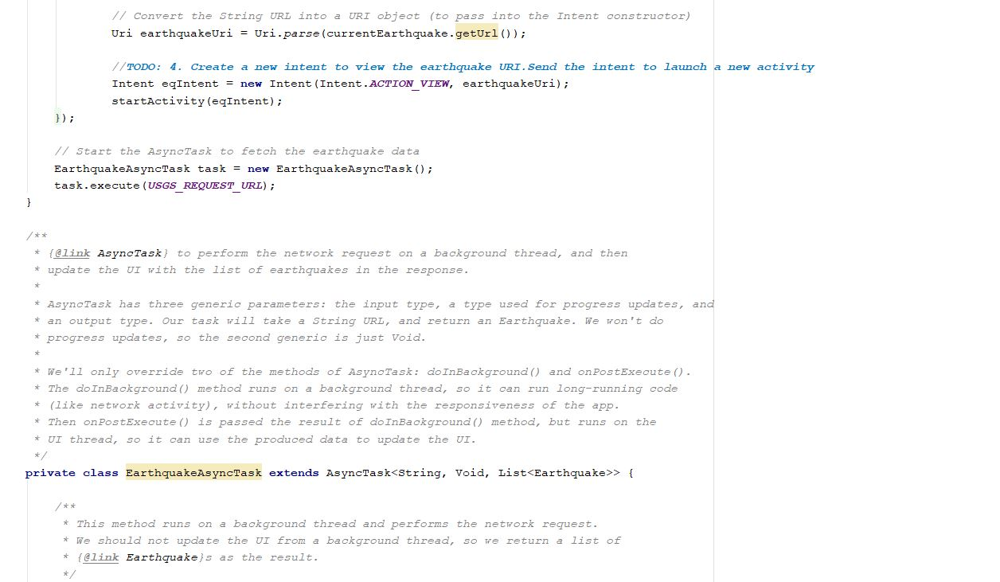 // Convert the String URL into a URI object (to pass into the Intent constructor)
Uri earthquakeUri = Uri.parse(currentEarthquake.getUrl());
//TODO: 4. Create a new intent to view the earthquake URI.Send the intent to launch a new activity
Intent eqIntent = new Intent(Intent.ACTION_VIEW, earthquakeUri);
startActivity(eqIntent);
});
// Start the AsyncTask to fetch the earthquake data
EarthquakeAsyncTask task = new EarthquakeAsyncTask();
task.execute(USGS_REQUEST_URL);
}
/**
* {@link AsyncTask} to perform the network request on a background thread, and then
* update the UI with the list of earthquakes in the response.
*
* AsyncTask has three generic parameters: the input type, a type used for progress updates, and
* an output type. Our task will take a String URL, and return an Earthquake. We won't do
* progress updates, so the second generic is just Void.
*
* We'll only override two of the methods of AsyncTask: doInBackground() and onPostExecute().
* The doInBackground() method runs on a background thread, so it can run long-running code
* (like network activity), without interfering with the responsiveness of the app.
* Then onPostExecute() is passed the result of doInBackground() method, but runs on the
* UI thread, so it can use the produced data to update the UI.
*/
private class EarthquakeAsyncTask extends AsyncTask<String, Void, List<Earthquake>> {
/**
* This method runs on a background thread and performs the network request.
* We should not update the UI from a background thread, so we return a list of
* {@link Earthquake}s as the result.
*/